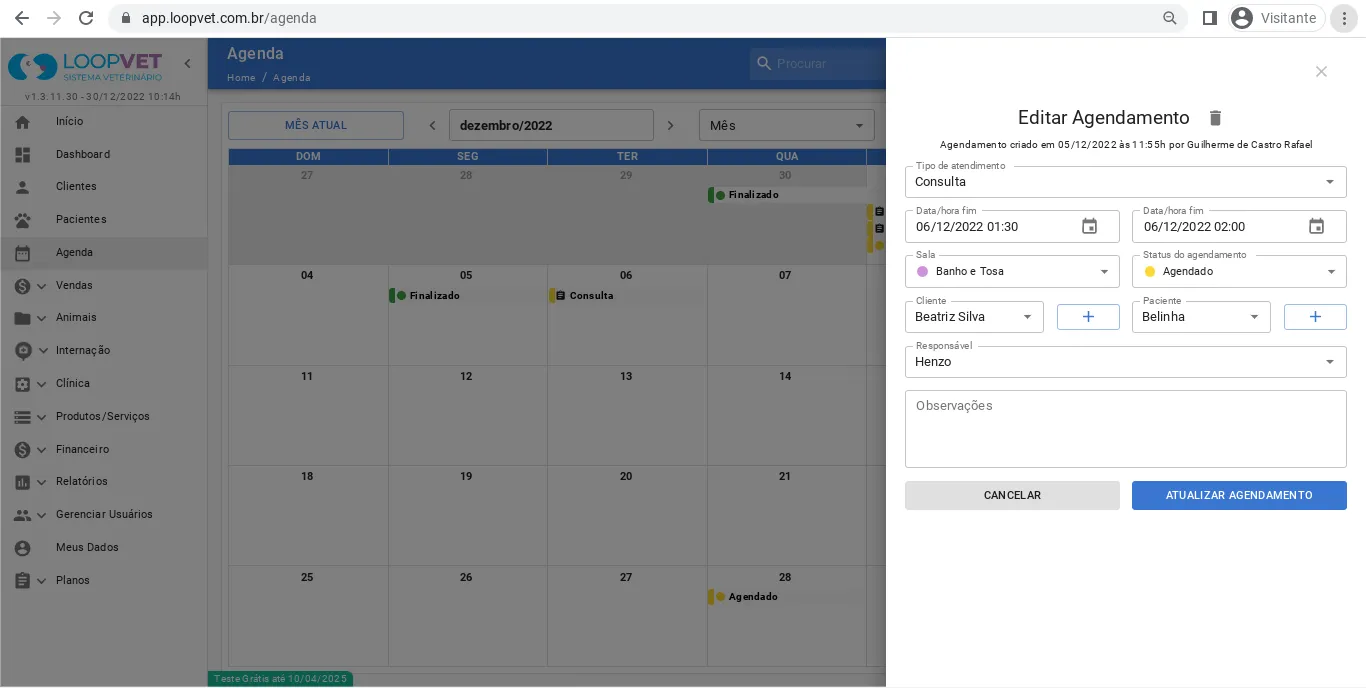 app.loopvet.com.br/agenda
Visitante
LOOPVET
SISTEMA VETERINÁRIO
v1.3.11.30 - 30/12/2022 10:14h
Início
Dashboard
Clientes
Pacientes
Agenda
Vendas
Animais
Internação
Clínica
Produtos/Serviços
Financeiro
Relatórios
Gerenciar Usuários
Meus Dados
Planos
Agenda
Home / Agenda
Procurar
MÊS ATUAL
dezembro/2022
Mês
DOM SEG TER QUA
27 28 29 30
Finalizado
04 05 06 07
Finalizado Consulta
11 12 13 14
18 19 20 21
25 26 27 28
Agendado
Teste Grátis até 10/04/2025
Editar Agendamento
Agendamento criado em 05/12/2022 às 11:55h por Guilherme de Castro Rafael
Tipo de atendimento
Consulta
Data/hora fim Data/hora fim
06/12/2022 01:30 06/12/2022 02:00
Sala Status do agendamento
Banho e Tosa Agendado
Cliente Paciente
Beatriz Silva + Belinha +
Responsável
Henzo
Observações
CANCELAR ATUALIZAR AGENDAMENTO